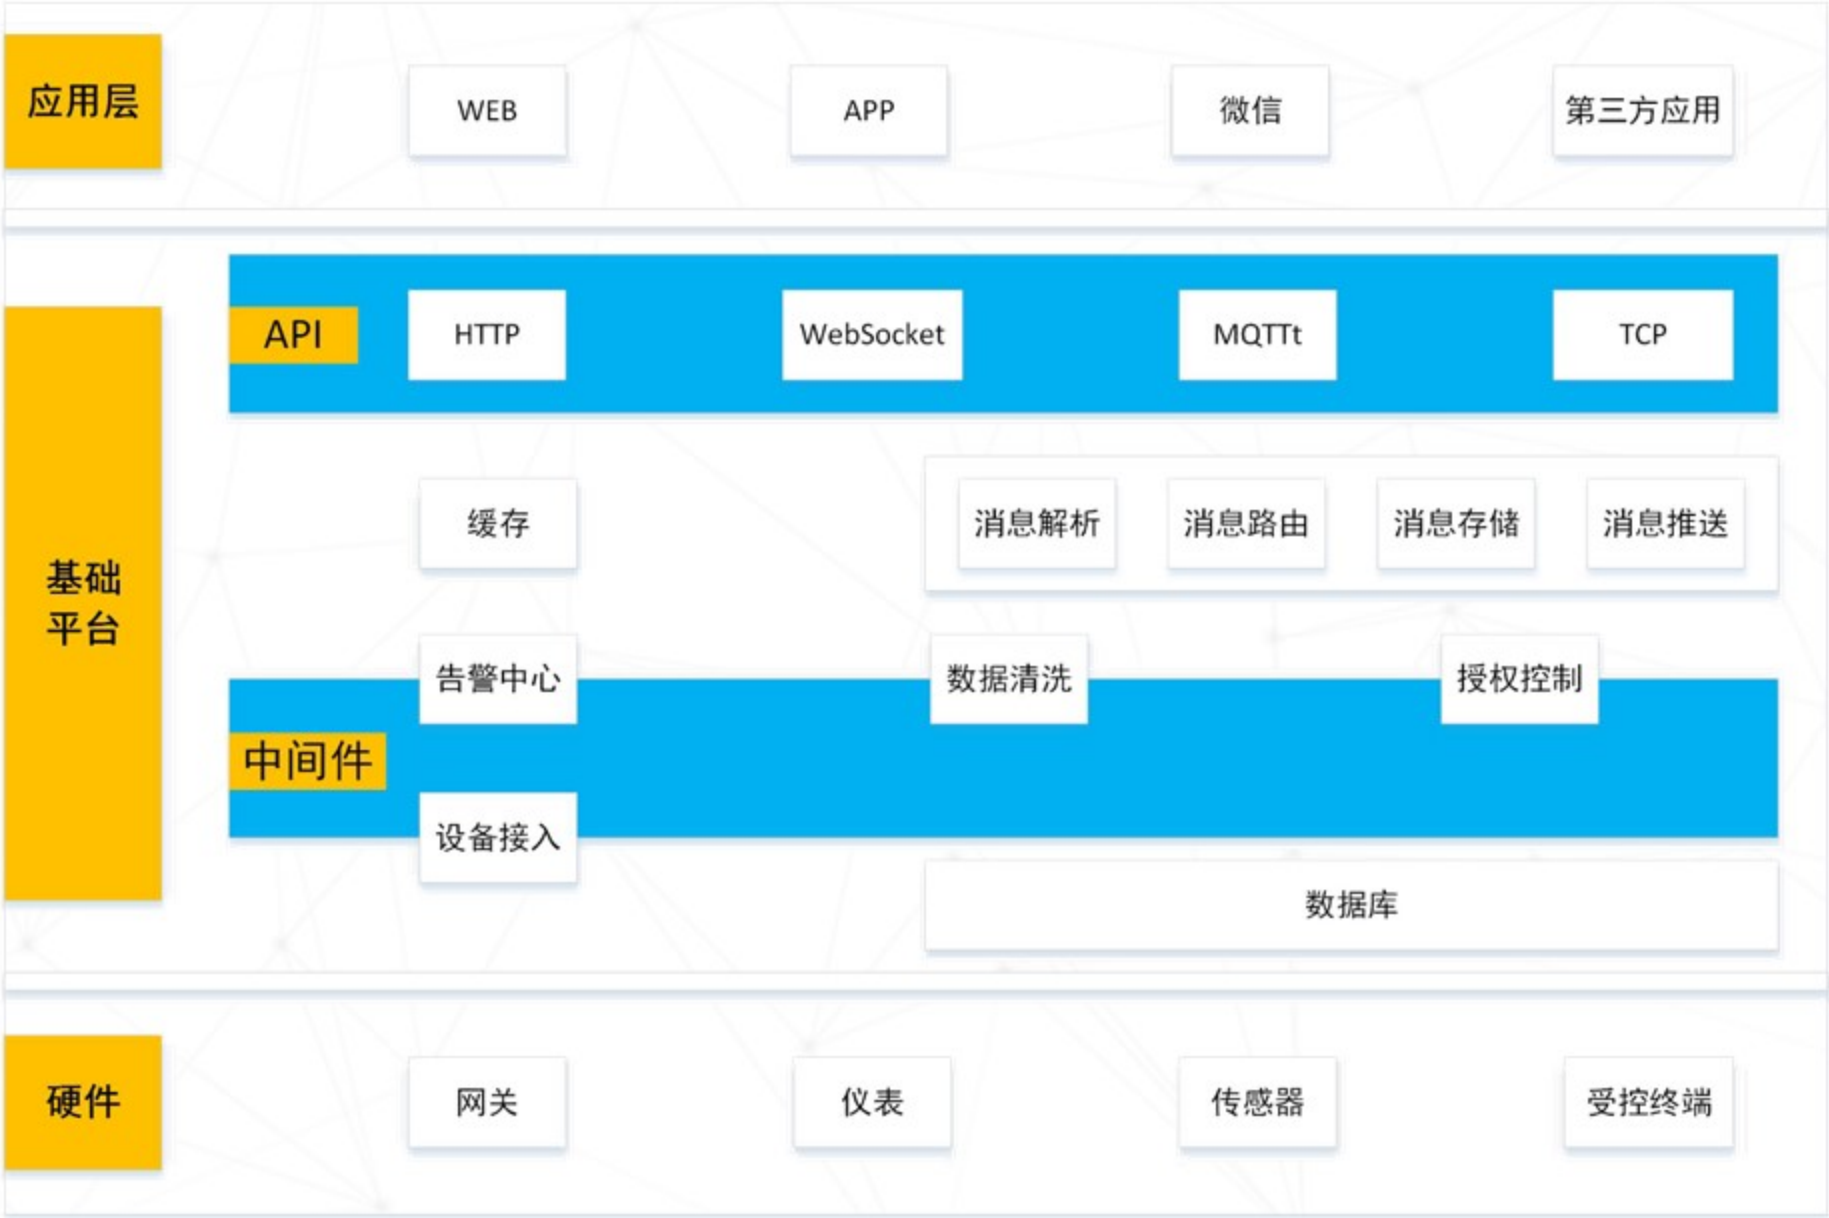 应用层
WEB
APP
微信
第三方应用
API
HTTP
WebSocket
MQTTt
TCP
基础
平台
缓存
消息解析
消息路由
消息存储
消息推送
告警中心
数据清洗
授权控制
中间件
设备接入
数据库
硬件
网关
仪表
传感器
受控终端